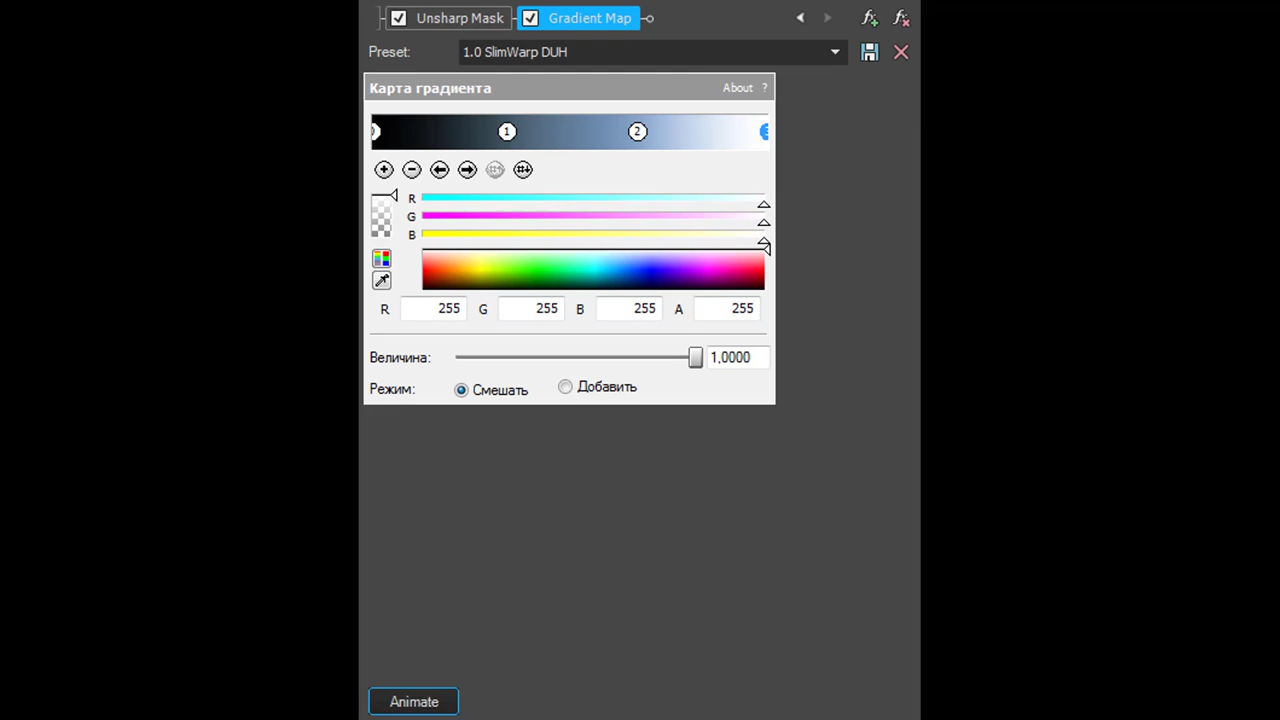 Unsharp Mask Gradient Map
Preset: 1.0 SlimWarp DUH
Карта градиента About ?
1 2
R
G
B
R 255 G 255 B 255 A 255
Величина: 1,0000
Режим: Смешать Добавить
Animate